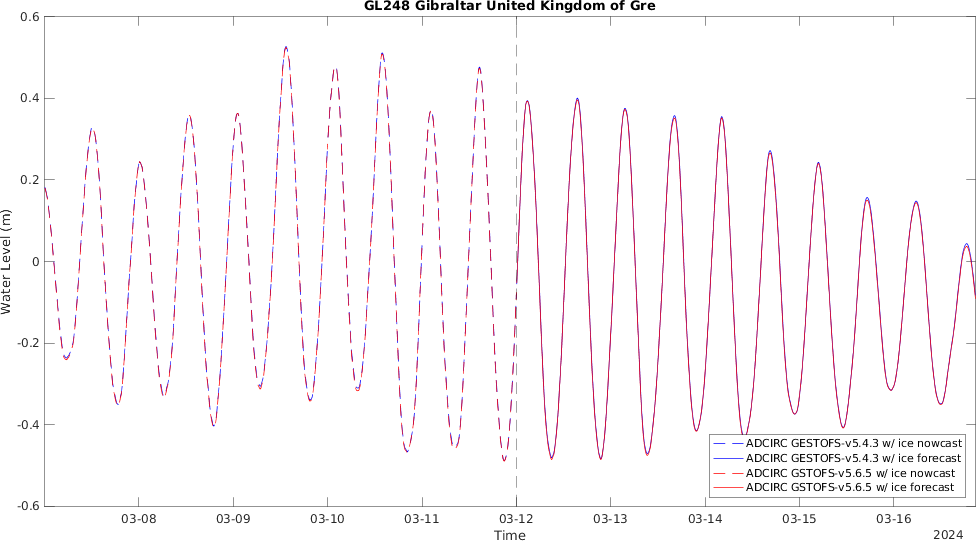 GL248 Gibraltar United Kingdom of Gre
0.6
0.4
0.2
0
-0.2
-0.4
-0.6
Water Level (m)
ADCIRC GESTOFS-v5.4.3 w/ ice nowcast
ADCIRC GESTOFS-v5.4.3 w/ ice forecast
ADCIRC GSTOFS-v5.6.5 w/ ice nowcast
ADCIRC GSTOFS-v5.6.5 w/ ice forecast
03-08 03-09 03-10 03-11 03-12 03-13 03-14 03-15 03-16
Time
2024